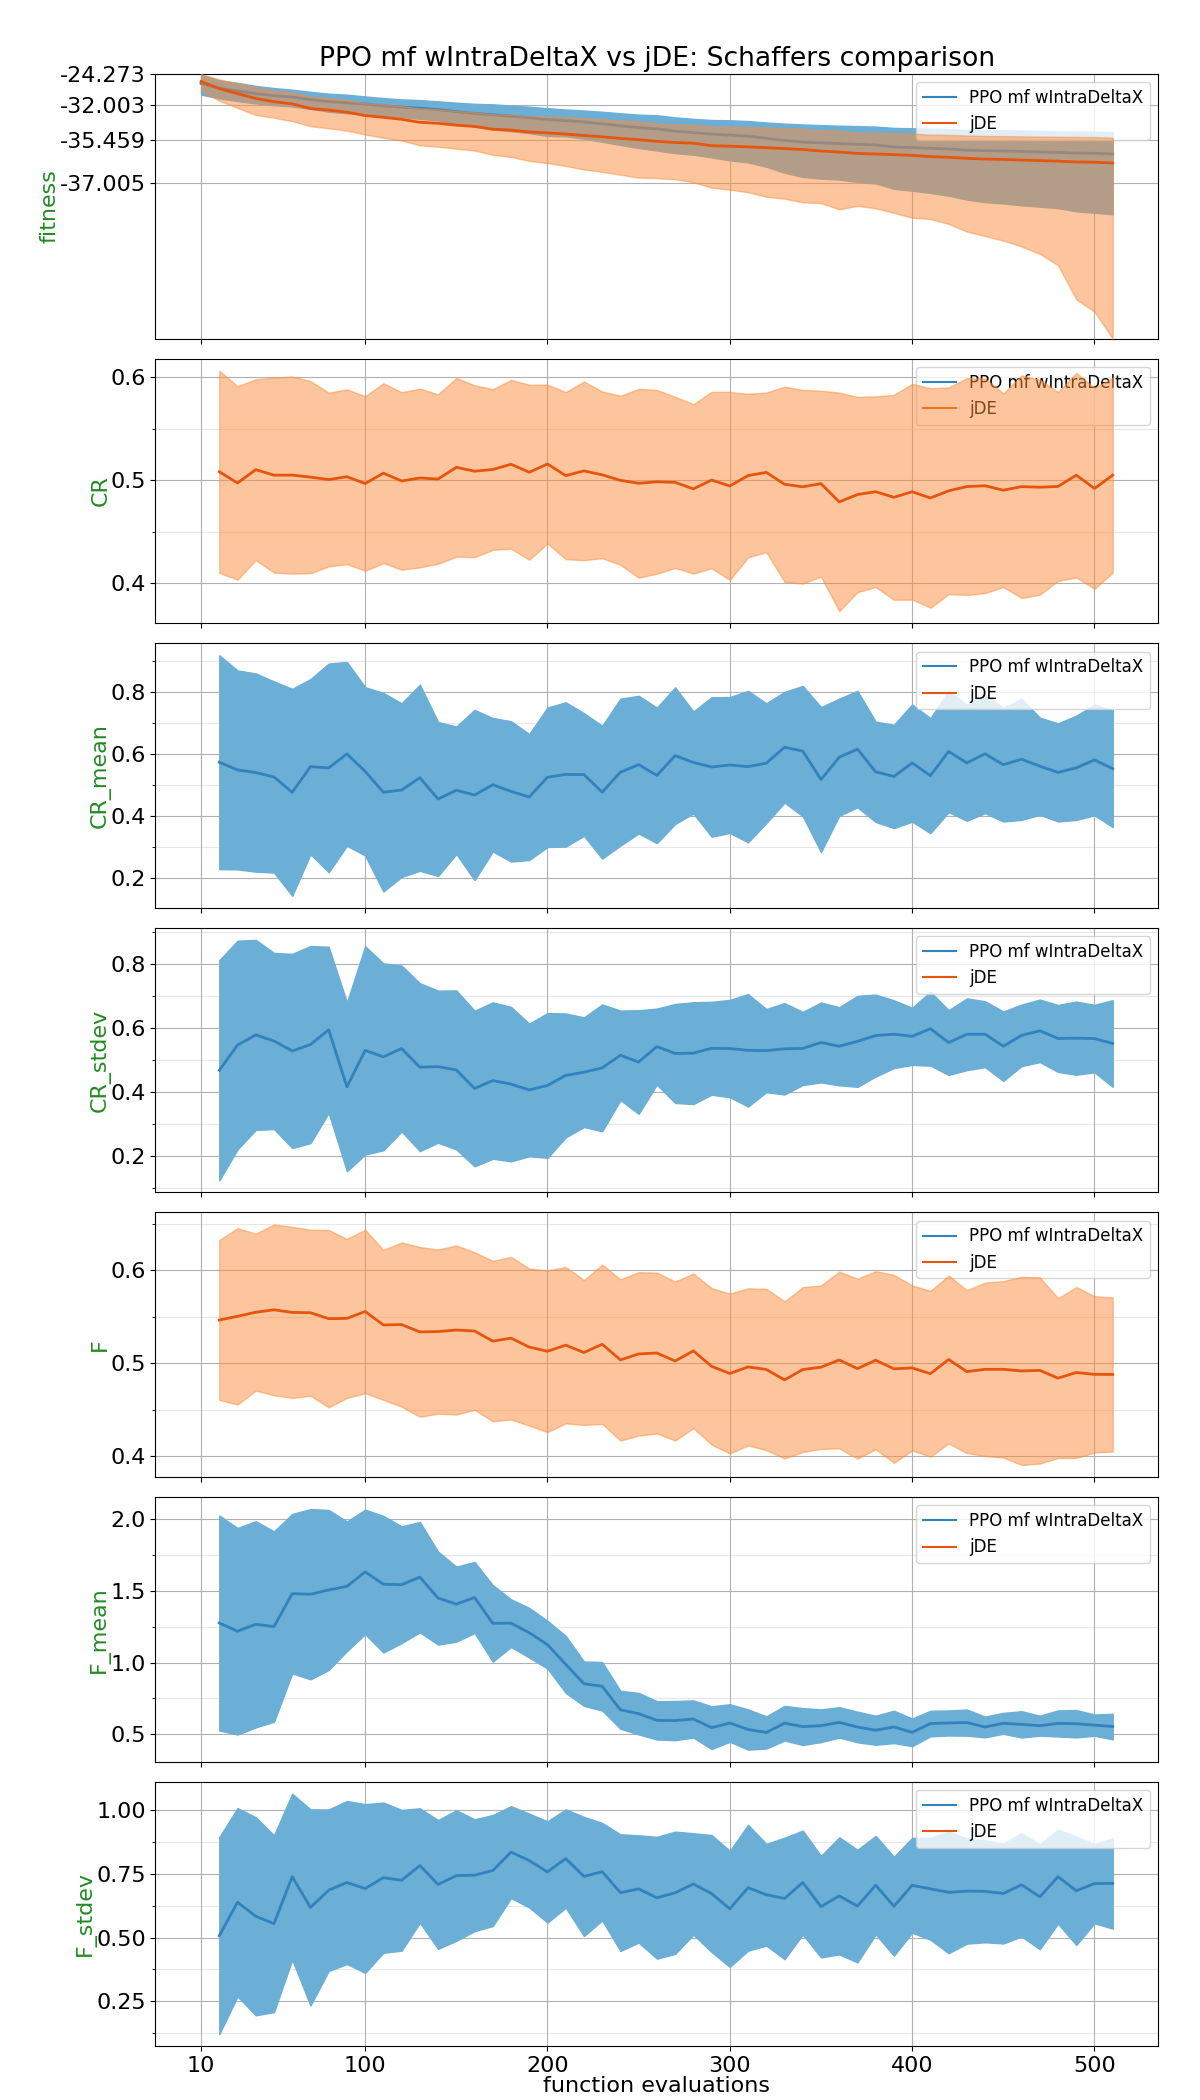 PPO mf wIntraDeltaX vs jDE: Schaffers comparison
-24.273
-32.003
-35.459
-37.005
fitness
PPO mf wIntraDeltaX
jDE
0.6
0.5
0.4
CR
PPO mf wIntraDeltaX
jDE
0.8
0.6
0.4
0.2
CR_mean
PPO mf wIntraDeltaX
jDE
0.8
0.6
0.4
0.2
CR_stdev
PPO mf wIntraDeltaX
jDE
0.6
0.5
0.4
F
PPO mf wIntraDeltaX
jDE
2.0
1.5
1.0
0.5
F_mean
PPO mf wIntraDeltaX
jDE
1.00
0.75
0.50
0.25
F_stdev
PPO mf wIntraDeltaX
jDE
10 100 200 300 400 500
function evaluations